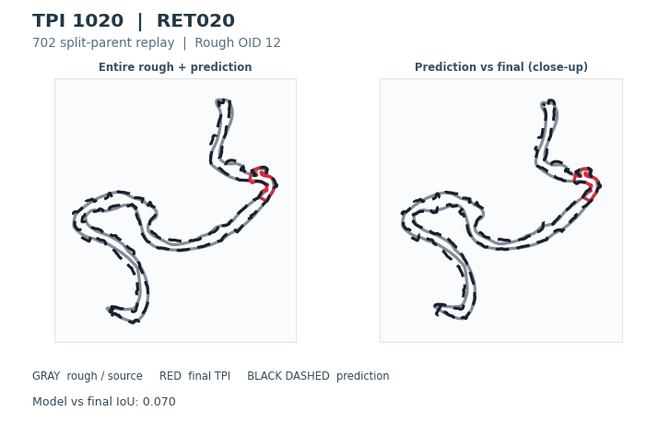 TPI 1020 | RET020
702 split-parent replay | Rough OID 12
Entire rough + prediction
Prediction vs final (close-up)
GRAY rough / source RED final TPI BLACK DASHED prediction
Model vs final IoU: 0.070